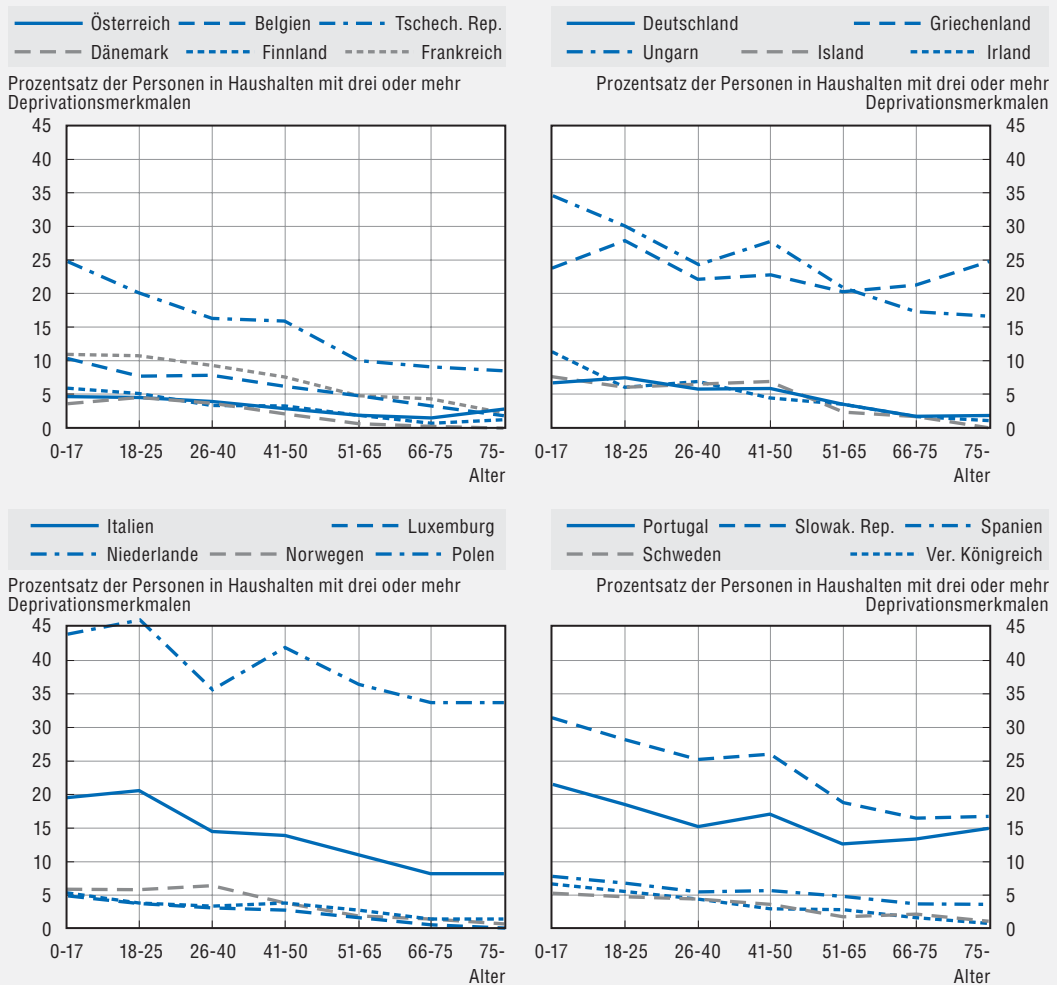 Österreich Belgien Tschech. Rep.
Dänemark Finnland Frankreich
Prozentsatz der Personen in Haushalten mit drei oder mehr
Deprivationsmerkmalen
45
40
35
30
25
20
15
10
5
0
0-17 18-25 26-40 41-50 51-65 66-75 75-
Alter
Deutschland Griechenland
Ungarn Island Irland
Prozentsatz der Personen in Haushalten mit drei oder mehr
Deprivationsmerkmalen
45
40
35
30
25
20
15
10
5
0
0-17 18-25 26-40 41-50 51-65 66-75 75-
Alter
Italien Luxemburg
Niederlande Norwegen Polen
Prozentsatz der Personen in Haushalten mit drei oder mehr
Deprivationsmerkmalen
45
40
35
30
25
20
15
10
5
0
0-17 18-25 26-40 41-50 51-65 66-75 75-
Alter
Portugal Slowak. Rep. Spanien
Schweden Ver. Königreich
Prozentsatz der Personen in Haushalten mit drei oder mehr
Deprivationsmerkmalen
45
40
35
30
25
20
15
10
5
0
0-17 18-25 26-40 41-50 51-65 66-75 75-
Alter